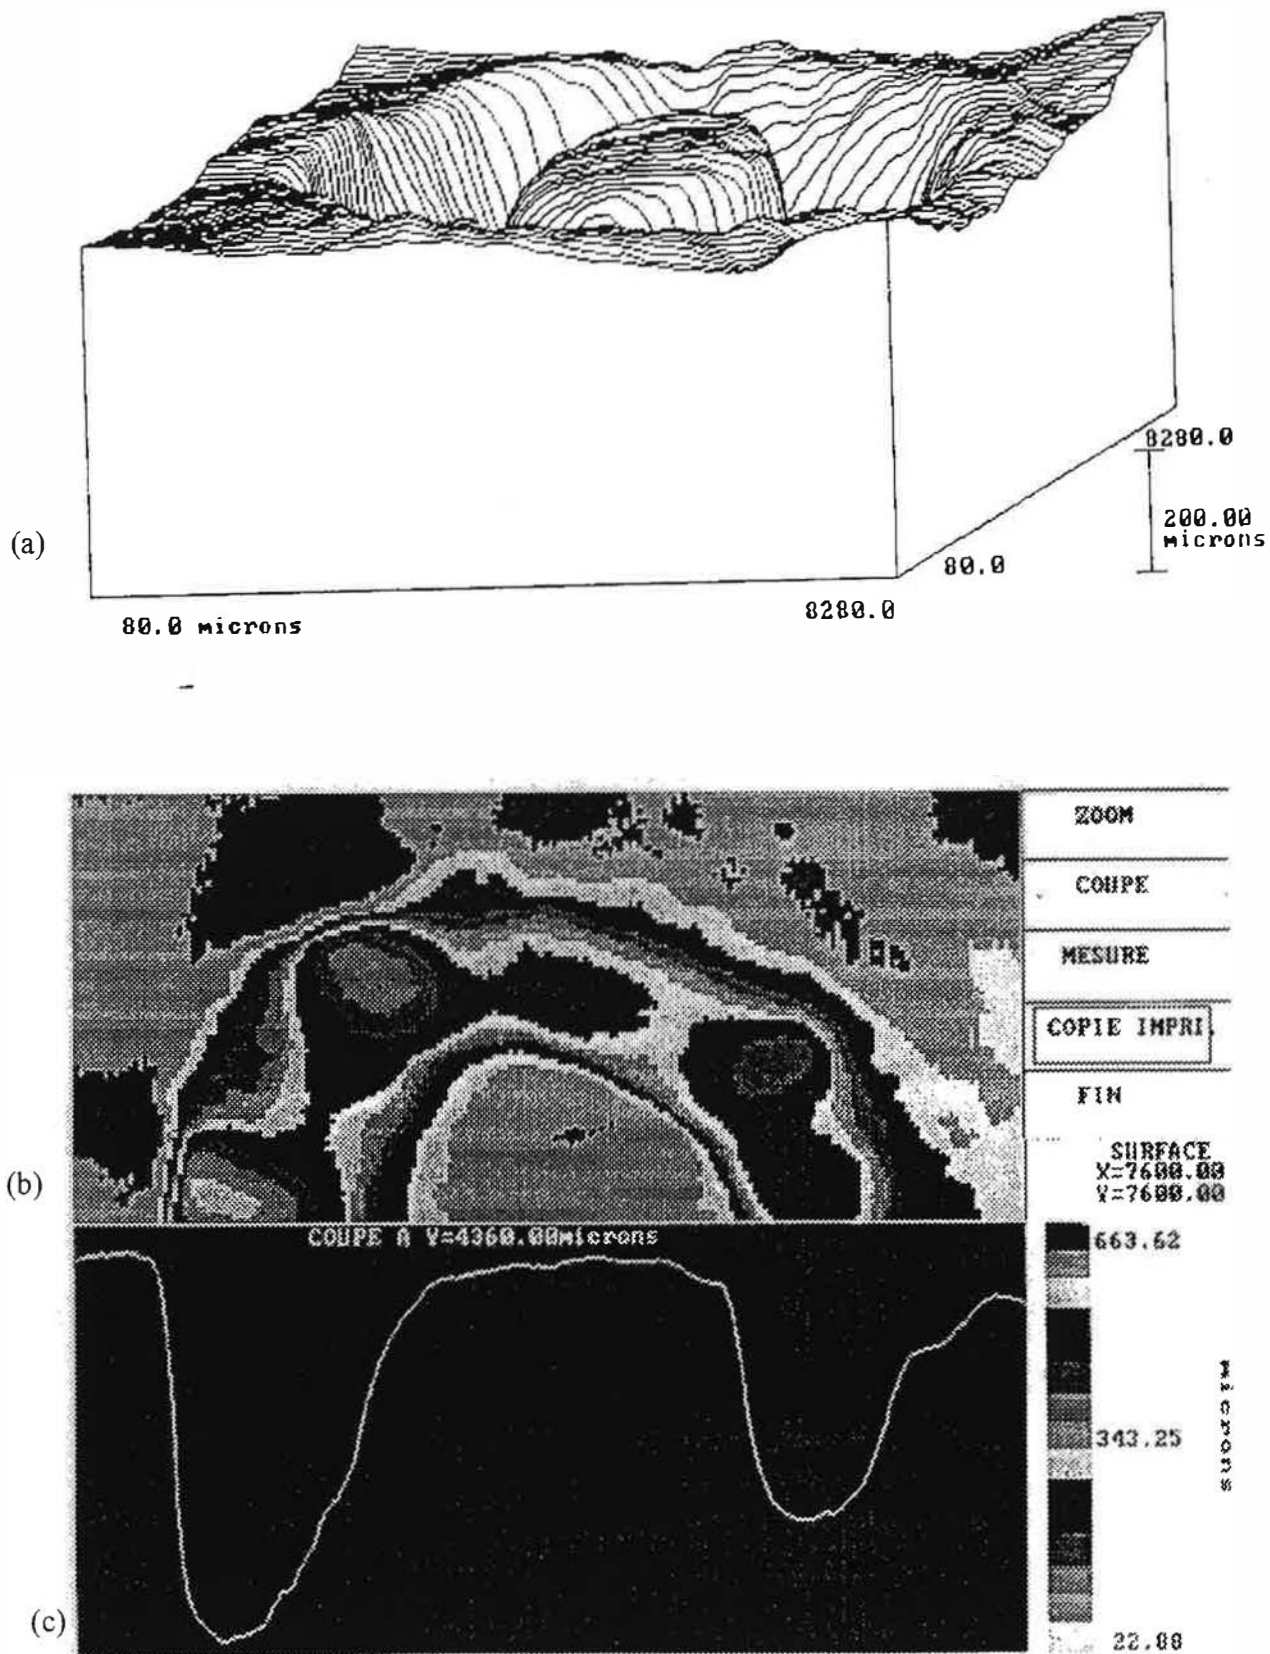 8280.0
(a)
200.00
microns
80.0
8280.0
80.0 microns
ZOOM
COUPE
MESURE
COPIE IMPRI.
FIN
(b)
SURFACE
X=7600.00
Y=7600.00
COUPE A Y=4360.00microns
663.62
microns
343.25
(c)
22.88